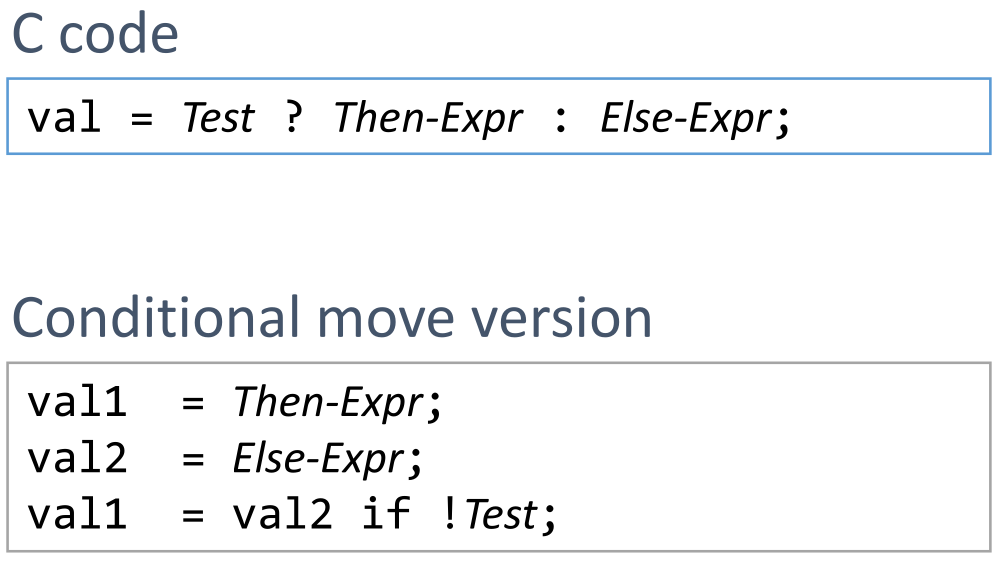 C code
val = Test ? Then-Expr : Else-Expr;
Conditional move version
val1 = Then-Expr;
val2 = Else-Expr;
val1 = val2 if !Test;